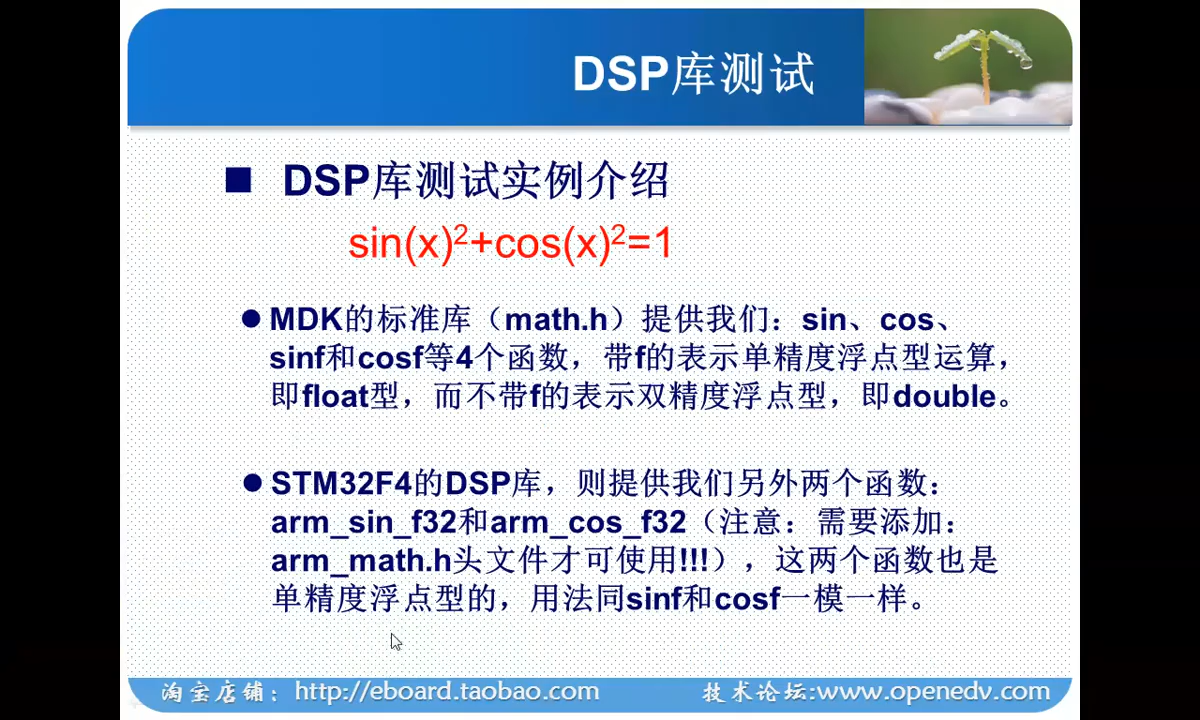 DSP库测试
■ DSP库测试实例介绍
sin(x)²+cos(x)²=1
●MDK的标准库（math.h）提供我们：sin、cos、
sinf和cosf等4个函数，带f的表示单精度浮点型运算，
即float型，而不带f的表示双精度浮点型，即double。
●STM32F4的DSP库，则提供我们另外两个函数：
arm_sin_f32和arm_cos_f32（注意：需要添加：
arm_math.h头文件才可使用!!!），这两个函数也是
单精度浮点型的，用法同sinf和cosf一模一样。
淘宝店铺：http://eboard.taobao.com 技术论坛:www.openedv.com